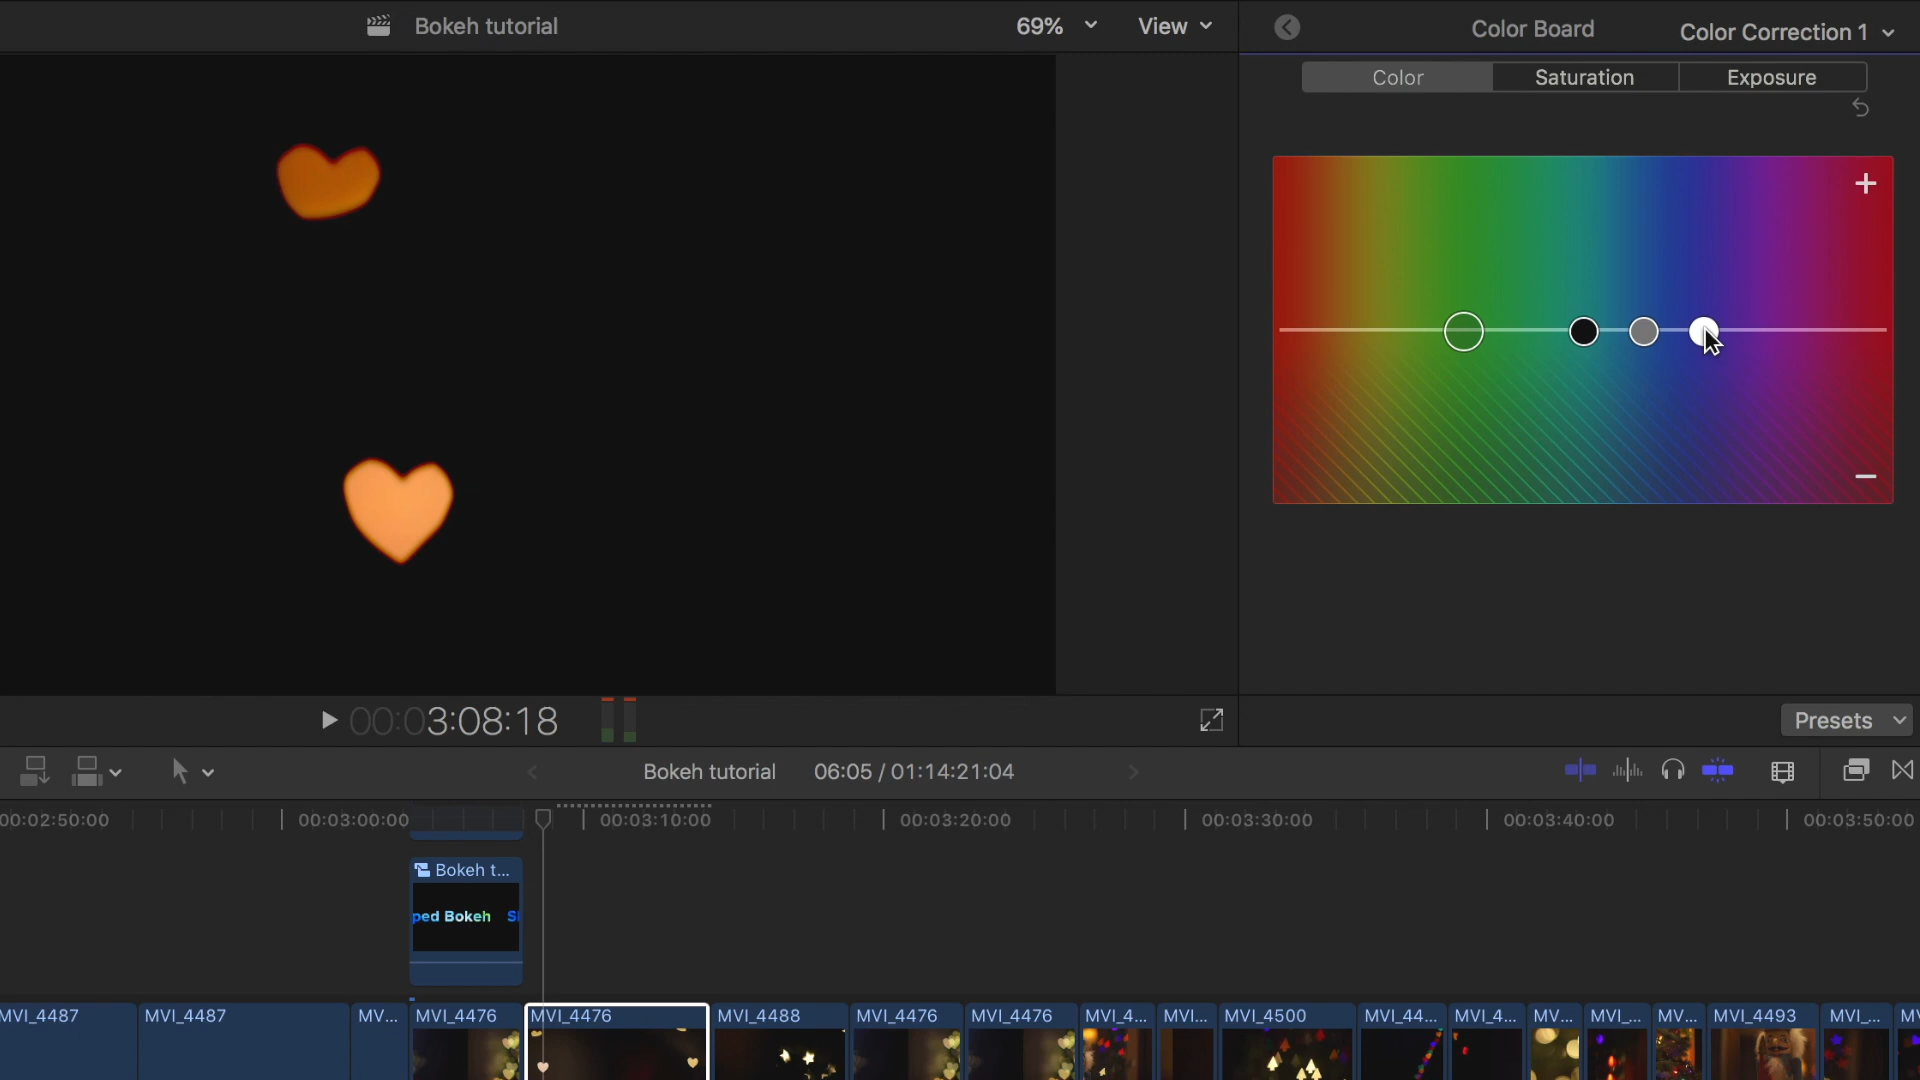 Bokeh tutorial
69%
View
Color Board
Color Correction 1
Color
Saturation
Exposure
00:03:08:18
Presets
Bokeh tutorial
06:05 / 01:14:21:04
00:02:50:00
00:03:00:00
00:03:10:00
00:03:20:00
00:03:30:00
00:03:40:00
00:03:50:00
Bokeh t...
ped Bokeh
MVI_4487
MVI_4487
MV...
MVI_4476
MVI_4476
MVI_4488
MVI_4476
MVI_4476
MVI_4...
MVI...
MVI_4500
MVI_44...
MVI_4...
MV...
MVI_...
MV...
MVI_4493
MVI_...